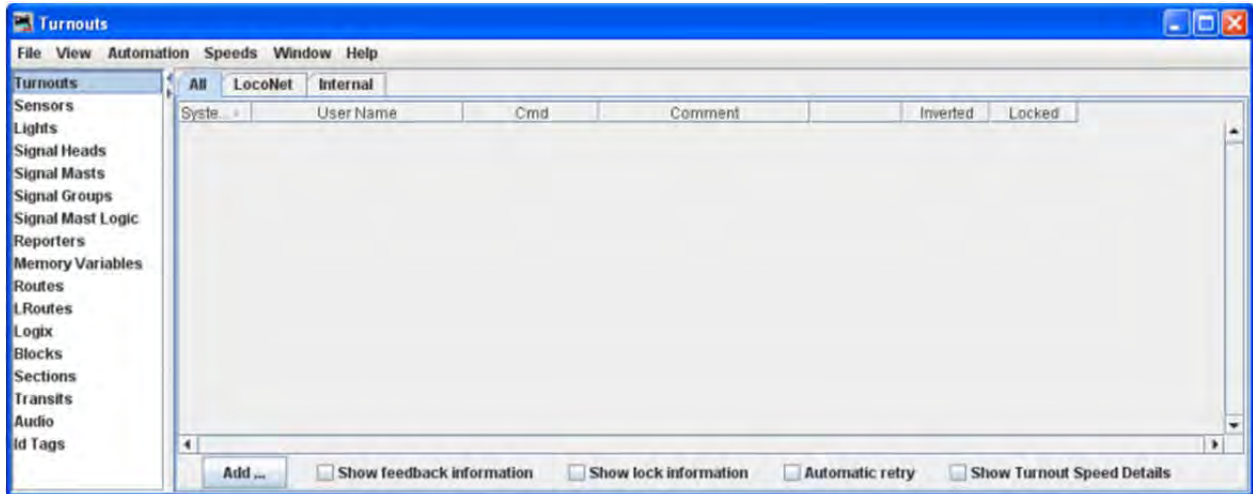 Turnouts
File View Automation Speeds Window Help
Turnouts
Sensors
Lights
Signal Heads
Signal Masts
Signal Groups
Signal Mast Logic
Reporters
Memory Variables
Routes
LRoutes
Logix
Blocks
Sections
Transits
Audio
Id Tags
All LocoNet Internal
Syste... User Name Cmd Comment Inverted Locked
Add ... Show feedback information Show lock information Automatic retry Show Turnout Speed Details